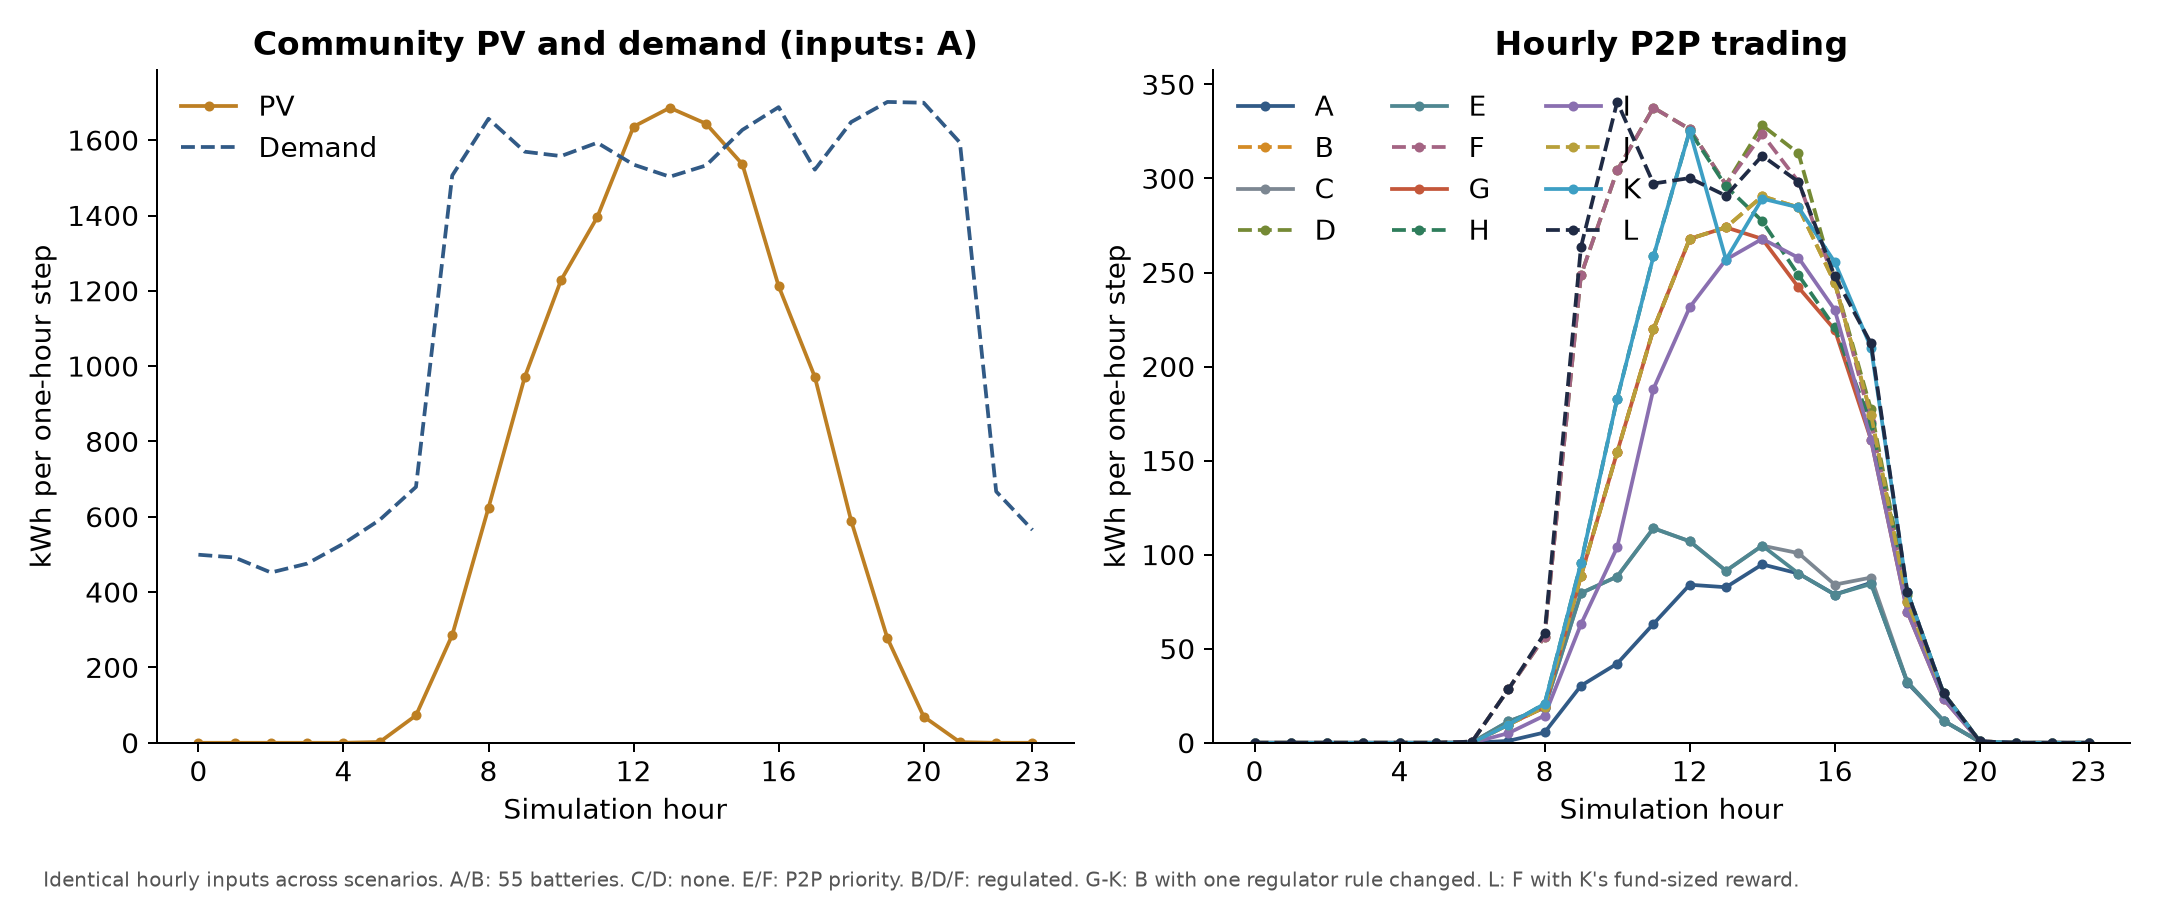 Community PV and demand (inputs: A)
PV
Demand
kWh per one-hour step
1600
1400
1200
1000
800
600
400
200
0
0 4 8 12 16 20 23
Simulation hour
Hourly P2P trading
A E I
B F J
C G K
D H L
kWh per one-hour step
350
300
250
200
150
100
50
0
0 4 8 12 16 20 23
Simulation hour
Identical hourly inputs across scenarios. A/B: 55 batteries. C/D: none. E/F: P2P priority. B/D/F: regulated. G-K: B with one regulator rule changed. L: F with K's fund-sized reward.